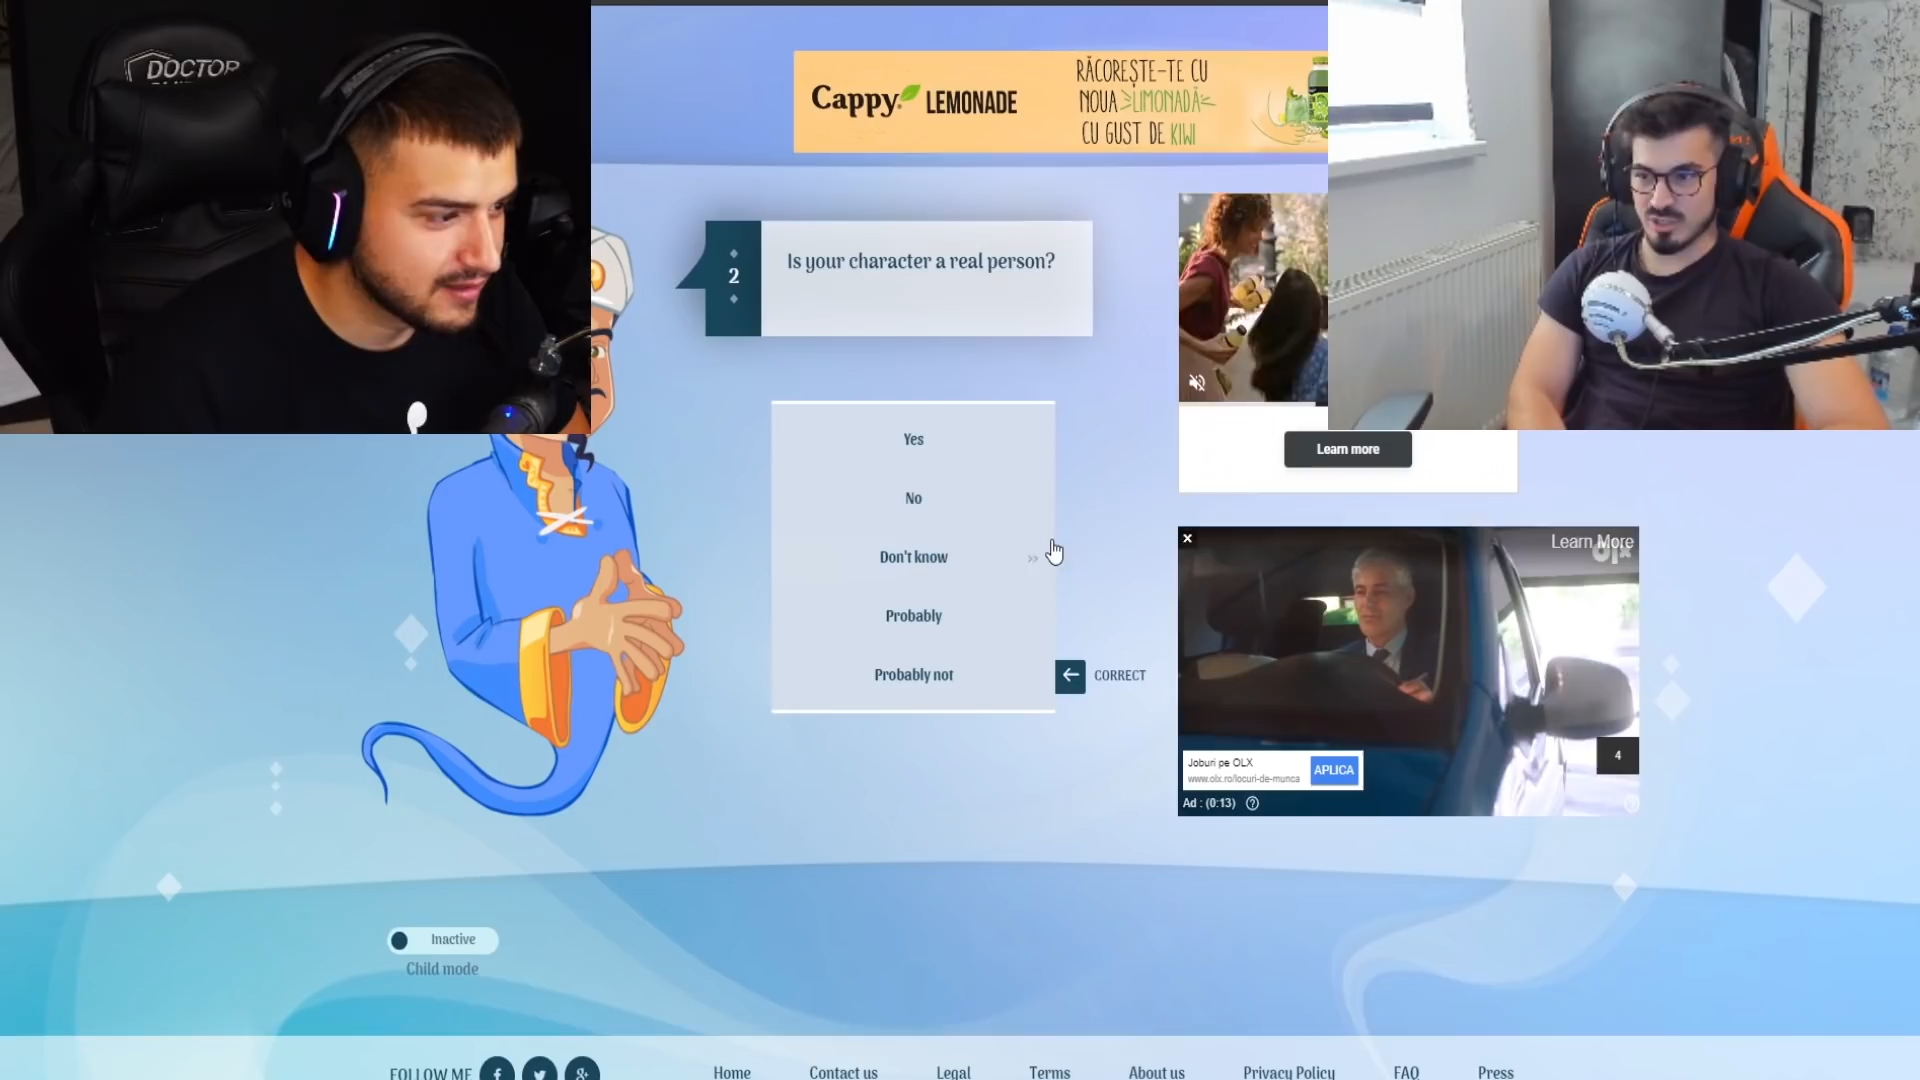 DOCTOR
Cappy. LEMONADE
RĂCOREȘTE-TE CU
NOUA LIMONADĂ
CU GUST DE KIWI
2
Is your character a real person?
Yes
No
Don't know
Probably
Probably not
CORRECT
Learn more
Learn More
olx
Joburi pe OLX
www.olx.ro/locuri-de-munca
APLICA
4
Ad : (0:13)
Inactive
Child mode
FOLLOW ME
Home
Contact us
Legal
Terms
About us
Privacy Policy
FAQ
Press